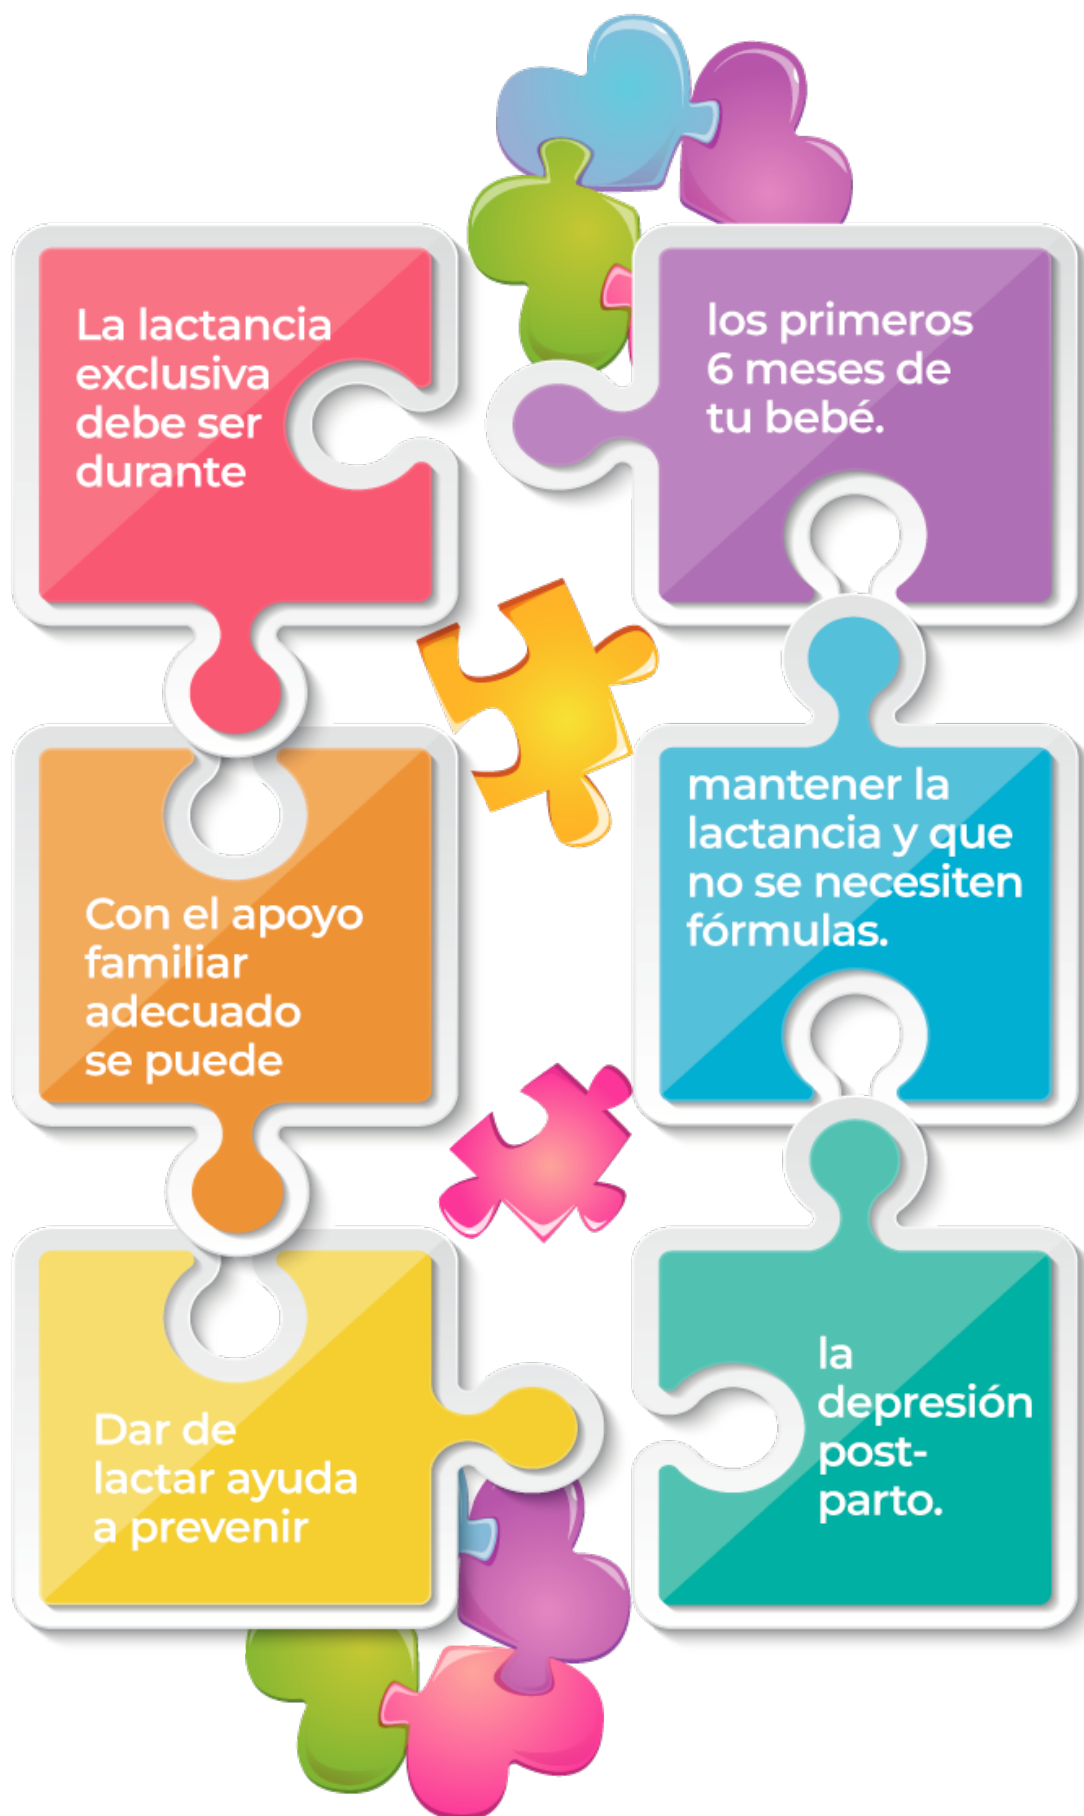 La lactancia
exclusiva
debe ser
durante
los primeros
6 meses de
tu bebé.
Con el apoyo
familiar
adecuado
se puede
mantener la
lactancia y que
no se necesiten
fórmulas.
Dar de
lactar ayuda
a prevenir
la
depresión
post-
parto.